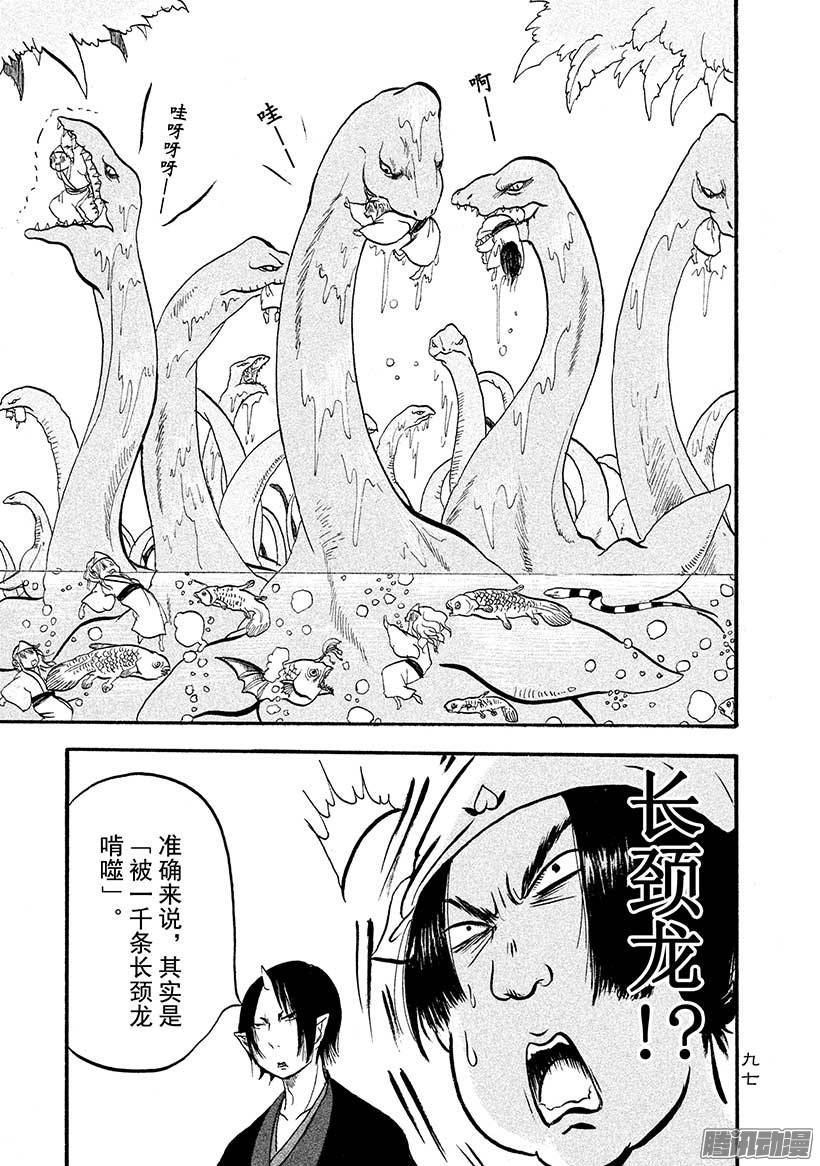 啊——
哇——
哇呀呀呀——
长颈龙!?
准确来说，其实是
「被一千条长颈龙
啃噬」。
九七
腾讯动漫